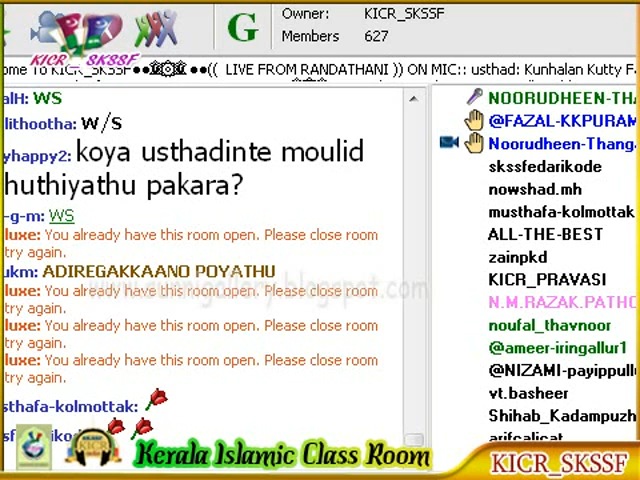 Owner: KICR_SKSSF
Members 627
G
KICR_SKSSF
ome To KICR_SKSSF●● ●●(( LIVE FROM RANDATHANI )) ON MIC:: usthad: Kunhalan Kutty F
alH: WS
lithootha: W/S
yhappy2: koya usthadinte moulid
huthiyathu pakara?
-g-m: WS
luxe: You already have this room open. Please close room
try again.
ukm: ADIREGAKKAANO POYATHU
luxe: You already have this room open. Please close room
try again.
luxe: You already have this room open. Please close room
try again.
luxe: You already have this room open. Please close room
try again.
sthafa-kolmottak:
NOORUDHEEN-THA
@FAZAL-KKPURAM
Noorudheen-Thang
skssfedarikode
nowshad.mh
musthafa-kolmottak
ALL-THE-BEST
zainpkd
KICR_PRAVASI
N.M.RAZAK.PATHO
noufal_thavnoor
@ameer-iringallur1
@NIZAMI-payippull
vt.basheer
Shihab_Kadampuzh
arifcalicat
Kerala Islamic Class Room
KICR_SKSSF